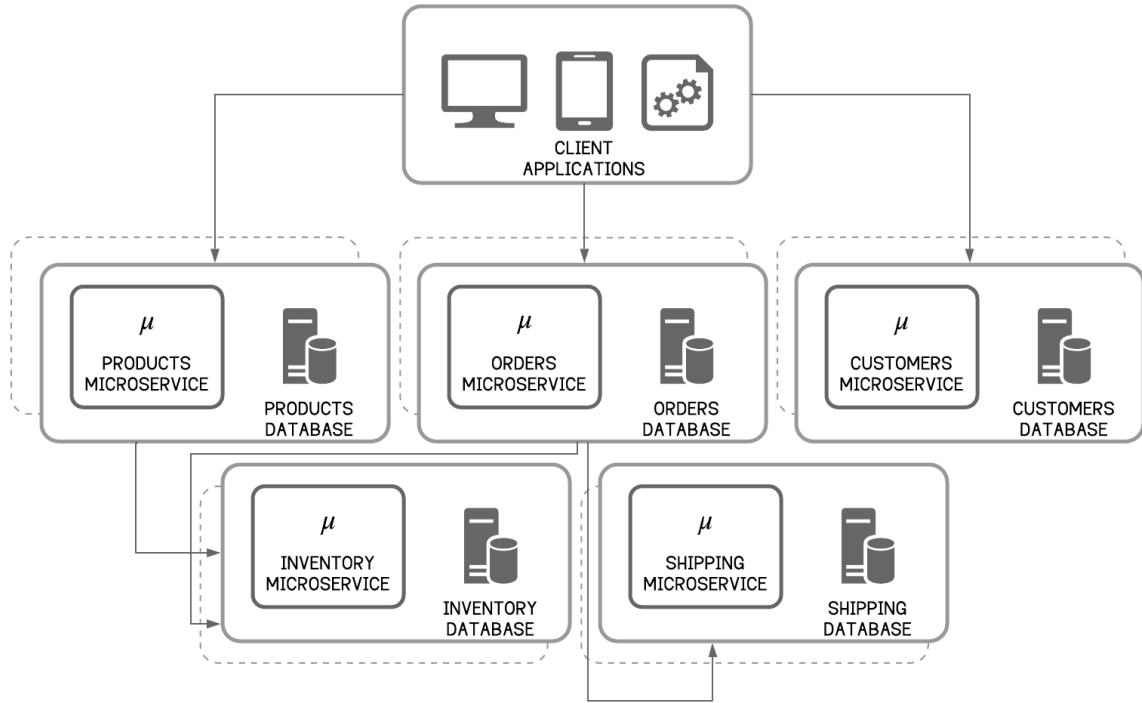 CLIENT
APPLICATIONS
μ
PRODUCTS
MICROSERVICE
PRODUCTS
DATABASE
μ
ORDERS
MICROSERVICE
ORDERS
DATABASE
μ
CUSTOMERS
MICROSERVICE
CUSTOMERS
DATABASE
μ
INVENTORY
MICROSERVICE
INVENTORY
DATABASE
μ
SHIPPING
MICROSERVICE
SHIPPING
DATABASE